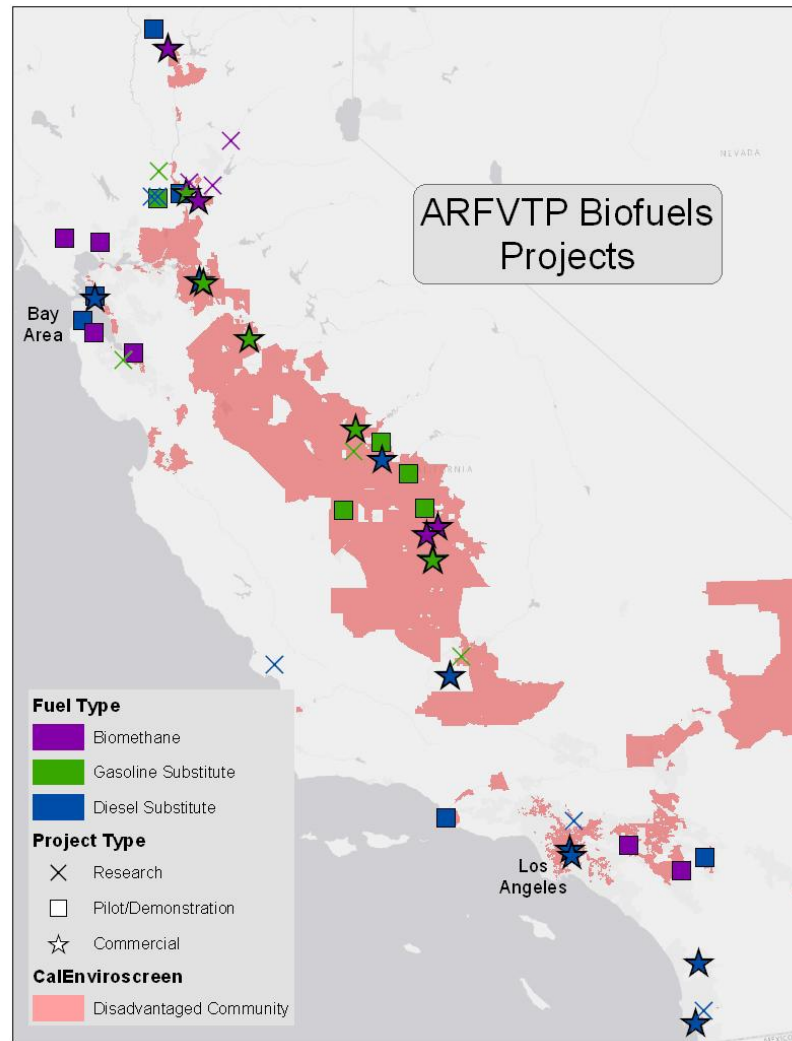 NEVADA
ARFVTP Biofuels
Projects
Bay
Area
CALIFORNIA
Fuel Type
Biomethane
Gasoline Substitute
Diesel Substitute
Project Type
Research
Pilot/Demonstration
Commercial
CalEnviroscreen
Disadvantaged Community
Los
Angeles